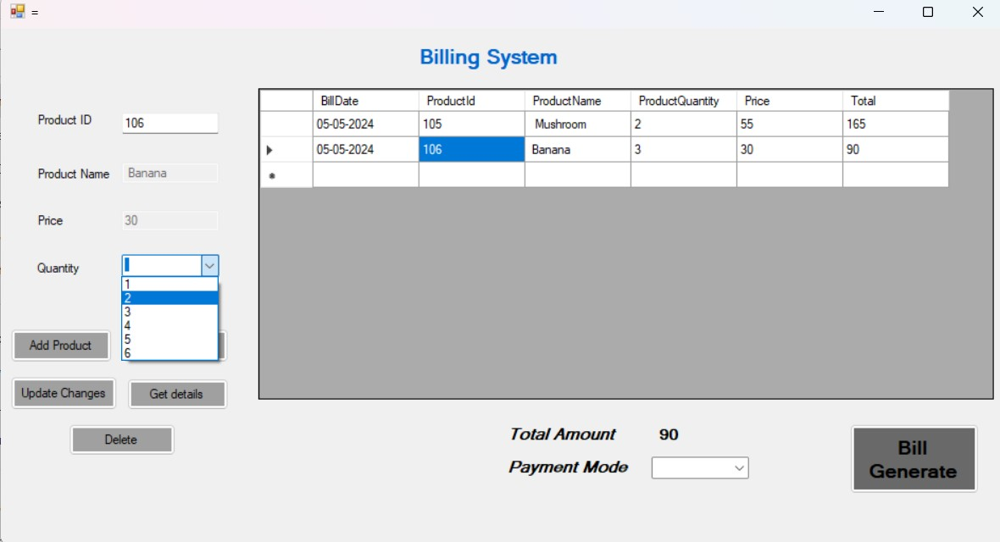 =
Billing System
Product ID 106
Product Name Banana
Price 30
Quantity
1
2
3
4
5
6
Add Product
Update Changes Get details
Delete
BillDate ProductId ProductName ProductQuantity Price Total
05-05-2024 105 Mushroom 2 55 165
05-05-2024 106 Banana 3 30 90
Total Amount 90
Payment Mode
Bill
Generate